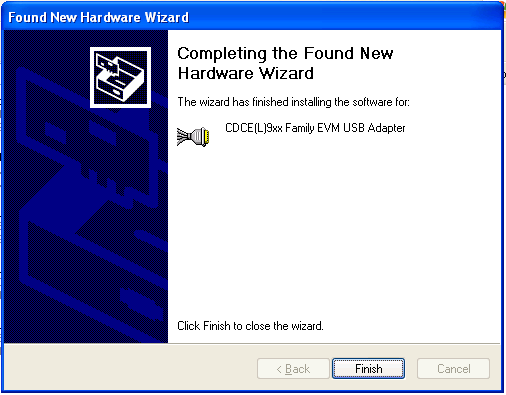 Found New Hardware Wizard
Completing the Found New
Hardware Wizard
The wizard has finished installing the software for:
CDCE(L)9xx Family EVM USB Adapter
Click Finish to close the wizard.
< Back
Finish
Cancel